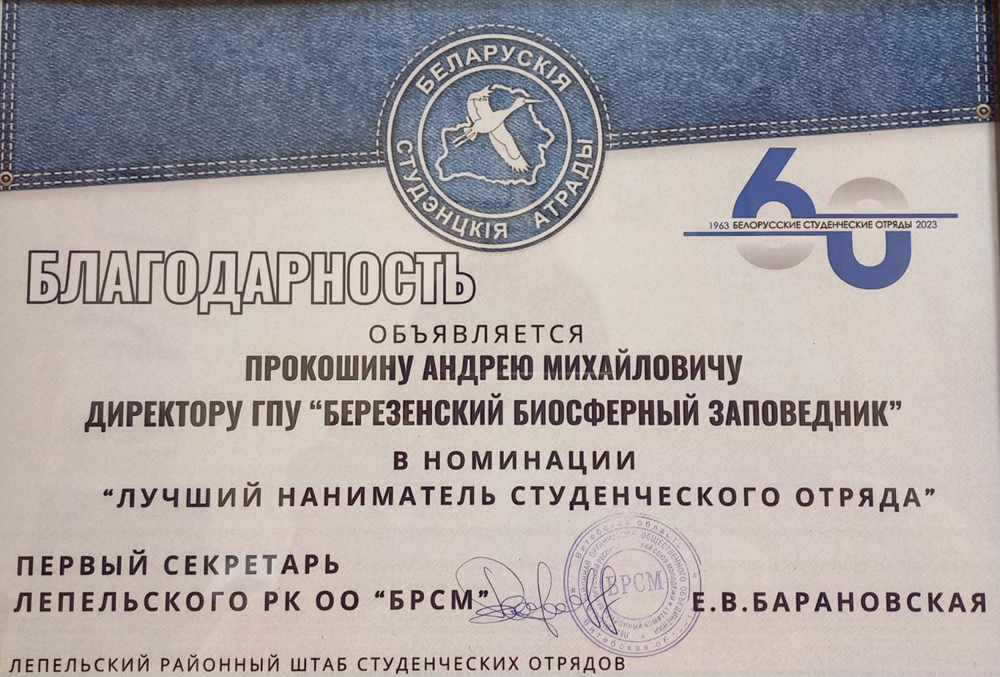 БЕЛАРУСКІЯ
СТУДЭНЦКІЯ АТРАДЫ
60
1963 БЕЛОРУССКИЕ СТУДЕНЧЕСКИЕ ОТРЯДЫ 2023
БЛАГОДАРНОСТЬ
ОБЪЯВЛЯЕТСЯ
ПРОКОШИНУ АНДРЕЮ МИХАЙЛОВИЧУ
ДИРЕКТОРУ ГПУ “БЕРЕЗЕНСКИЙ БИОСФЕРНЫЙ ЗАПОВЕДНИК”
В НОМИНАЦИИ
“ЛУЧШИЙ НАНИМАТЕЛЬ СТУДЕНЧЕСКОГО ОТРЯДА”
ПЕРВЫЙ СЕКРЕТАРЬ
ЛЕПЕЛЬСКОГО РК ОО “БРСМ”
БРСМ
Е.В.БАРАНОВСКАЯ
ЛЕПЕЛЬСКИЙ РАЙОННЫЙ ШТАБ СТУДЕНЧЕСКИХ ОТРЯДОВ